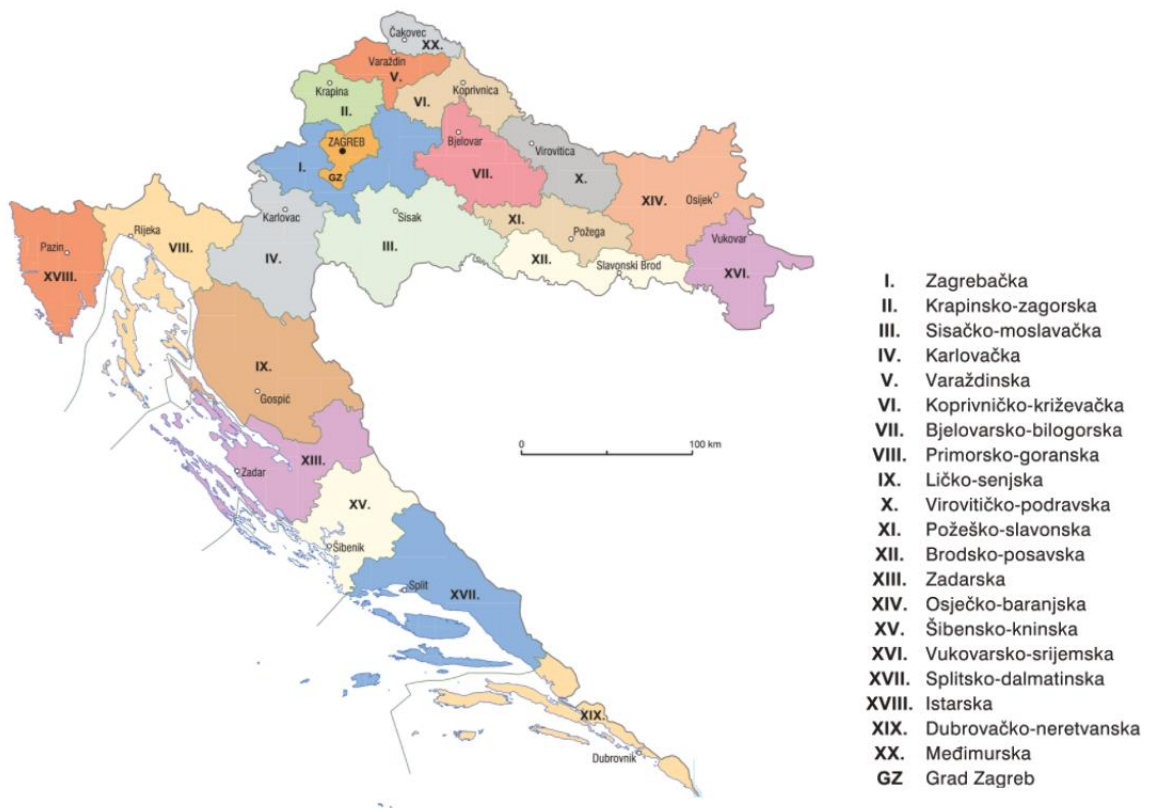 Čakovec
XX.
Varaždin
V.
Krapina
II.
Koprivnica
VI.
ZAGREB
GZ
I.
Bjelovar
VII.
Virovitica
X.
XIV.
Osijek
Karlovac
IV.
Sisak
III.
XI.
Požega
XII.
Slavonski Brod
Vukovar
XVI.
Pazin
XVIII.
Rijeka
VIII.
IX.
Gospić
0 100 km
XIII.
Zadar
XV.
Šibenik
Split
XVII.
XIX.
Dubrovnik
I. Zagrebačka
II. Krapinsko-zagorska
III. Sisačko-moslavačka
IV. Karlovačka
V. Varaždinska
VI. Koprivničko-križevačka
VII. Bjelovarsko-bilogorska
VIII. Primorsko-goranska
IX. Ličko-senjska
X. Virovitičko-podravska
XI. Požeško-slavonska
XII. Brodsko-posavska
XIII. Zadarska
XIV. Osječko-baranjska
XV. Šibensko-kninska
XVI. Vukovarsko-srijemska
XVII. Splitsko-dalmatinska
XVIII. Istarska
XIX. Dubrovačko-neretvanska
XX. Međimurska
GZ Grad Zagreb